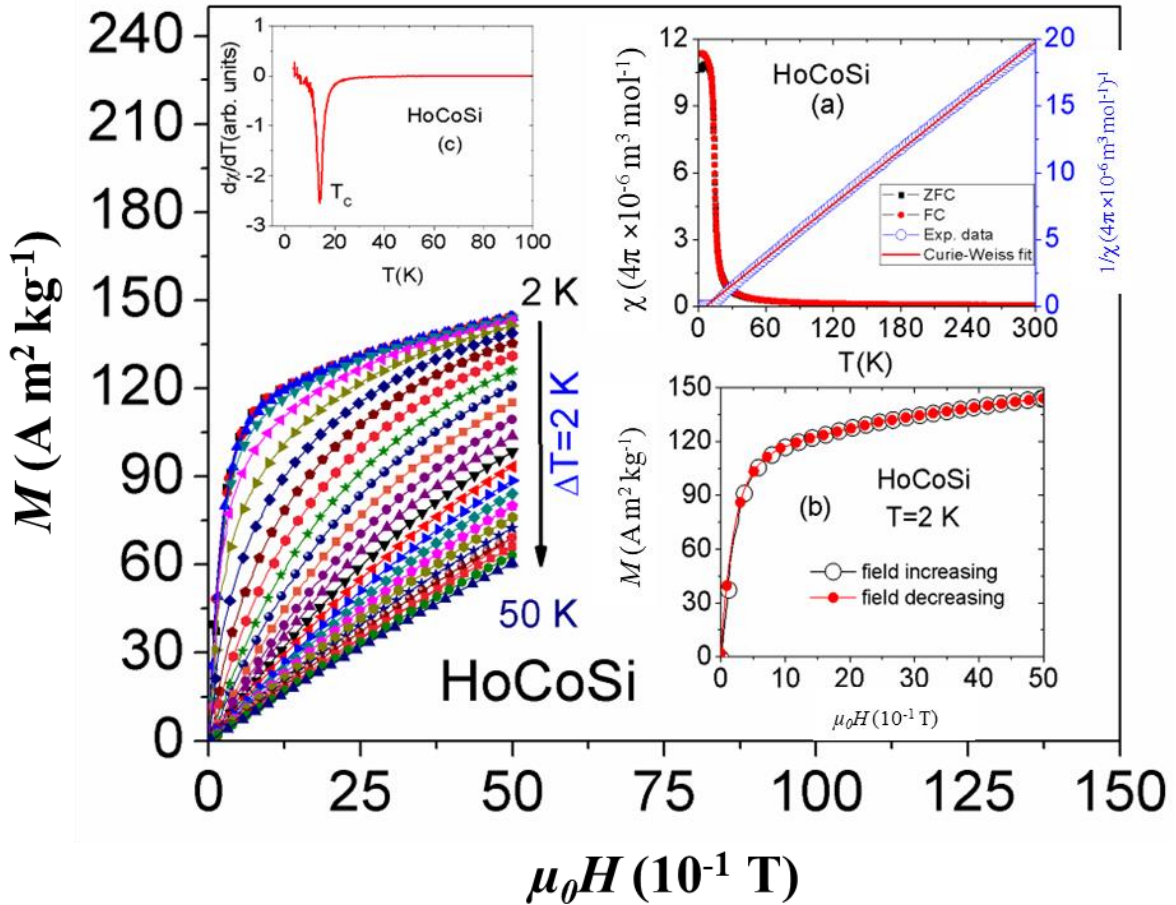 M (A m² kg⁻¹)
240
210
180
150
120
90
60
30
0
0 25 50 75 100 125 150
μ₀H (10⁻¹ T)
2 K
ΔT=2 K
50 K
HoCoSi
dχ/dT(arb. units)
1
0
-1
-2
-3
HoCoSi
(c)
T_c
0 20 40 60 80 100
T(K)
χ (4π ×10⁻⁶ m³ mol⁻¹)
12
9
6
3
0
HoCoSi
(a)
ZFC
FC
Exp. data
Curie-Weiss fit
20
15
10
5
0
1/χ (4π×10⁻⁶ m³ mol⁻¹)⁻¹
0 60 120 180 240 300
T(K)
M (A m² kg⁻¹)
150
120
90
60
30
0
HoCoSi
(b) T=2 K
field increasing
field decreasing
0 10 20 30 40 50
μ₀H (10⁻¹ T)